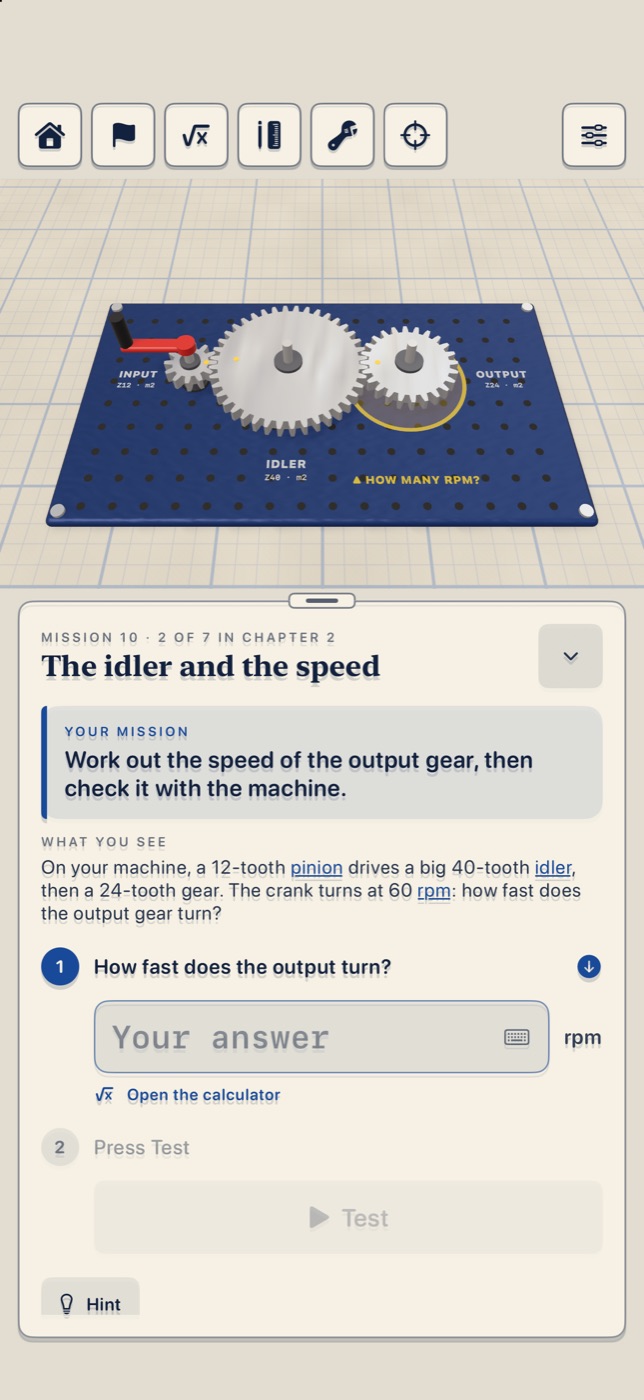 √x
INPUT
Z12 · m2
OUTPUT
Z24 · m2
IDLER
Z40 · m2
▲ HOW MANY RPM?
MISSION 10 · 2 OF 7 IN CHAPTER 2
The idler and the speed
YOUR MISSION
Work out the speed of the output gear, then
check it with the machine.
WHAT YOU SEE
On your machine, a 12-tooth pinion drives a big 40-tooth idler,
then a 24-tooth gear. The crank turns at 60 rpm: how fast does
the output gear turn?
1 How fast does the output turn?
Your answer rpm
√x Open the calculator
2 Press Test
Test
Hint